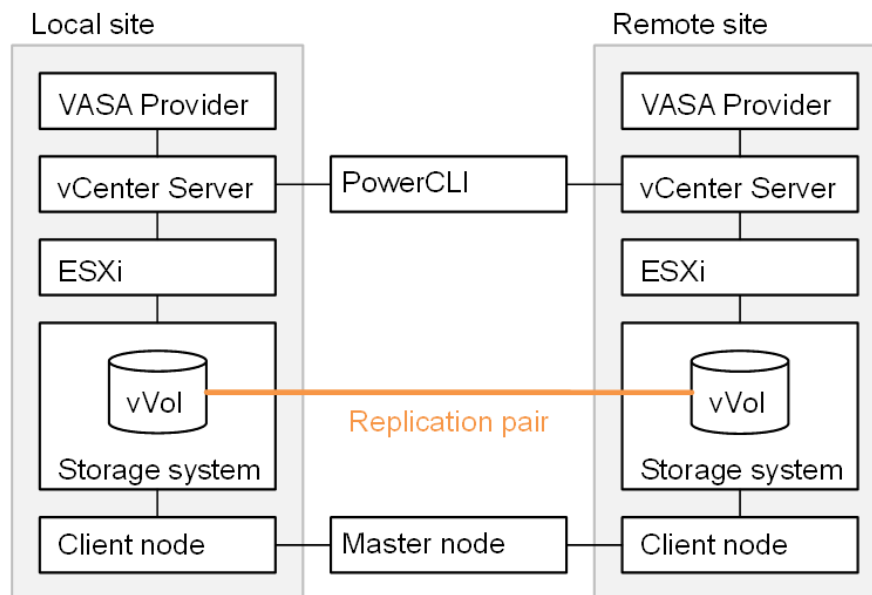 Local site
Remote site
VASA Provider
VASA Provider
vCenter Server
PowerCLI
vCenter Server
ESXi
ESXi
vVol
vVol
Replication pair
Storage system
Storage system
Client node
Master node
Client node